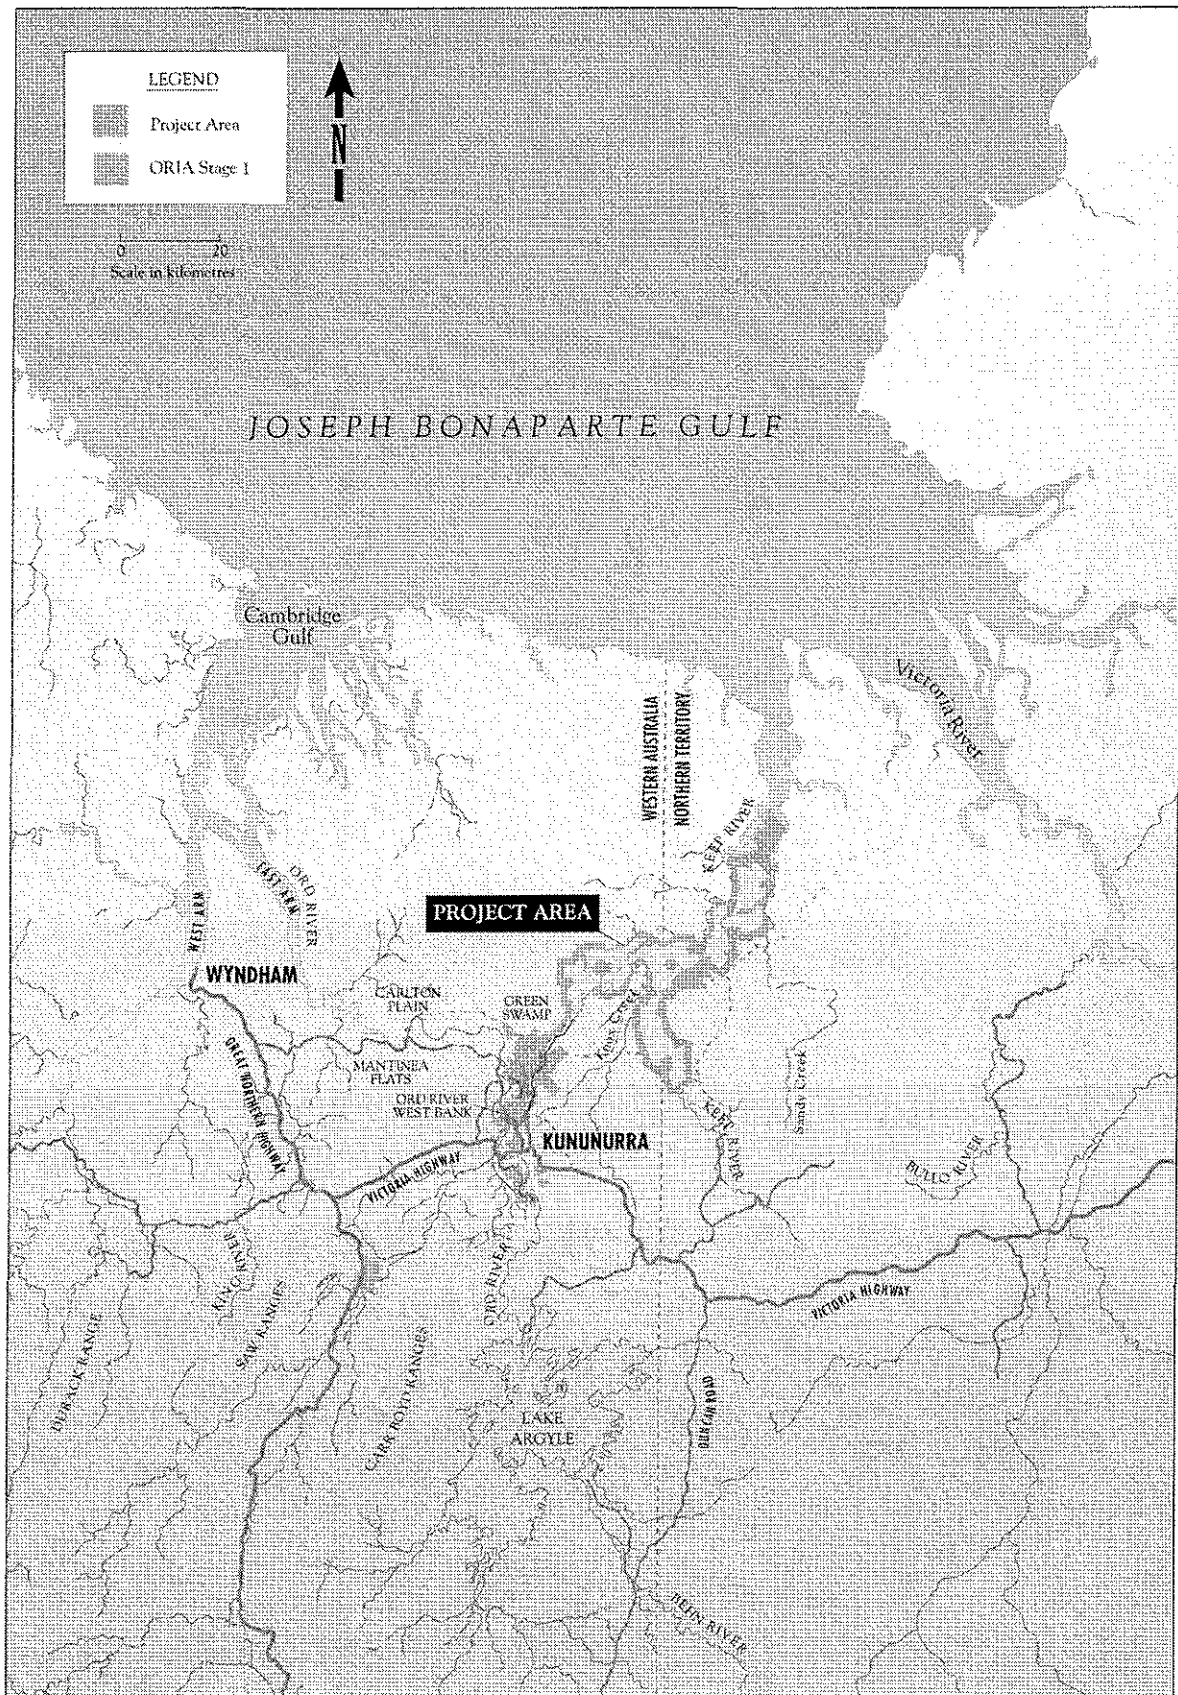 LEGEND
Project Area
ORIA Stage 1
N
0 20
Scale in kilometres
JOSEPH BONAPARTE GULF
Cambridge
Gulf
Victoria River
WESTERN AUSTRALIA
NORTHERN TERRITORY
KEEP RIVER
WEST ARM
EAST ARM
ORD RIVER
PROJECT AREA
WYNDHAM
CARLTON
PLAIN
GREEN
SWAMP
Knox Creek
GREAT NORTHERN HIGHWAY
MANTINEA
FLATS
ORD RIVER
WEST BANK
Sandy Creek
KEEP RIVER
KUNUNURRA
VICTORIA HIGHWAY
BULLO RIVER
KING RIVER
ORD RIVER
SAW RANGES
VICTORIA HIGHWAY
DURACK RANGE
CARR BOYD RANGES
LAKE
ARGYLE
DUNCAN ROAD
BEHN RIVER